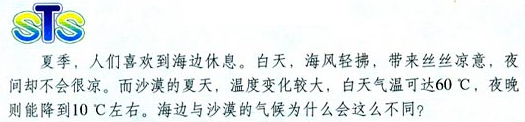 STS
夏季，人们喜欢到海边休息。白天，海风轻拂，带来丝丝凉意，夜
间却不会很凉。而沙漠的夏天，温度变化较大，白天气温可达60 ℃，夜晚
则能降到10 ℃左右。海边与沙漠的气候为什么会这么不同？